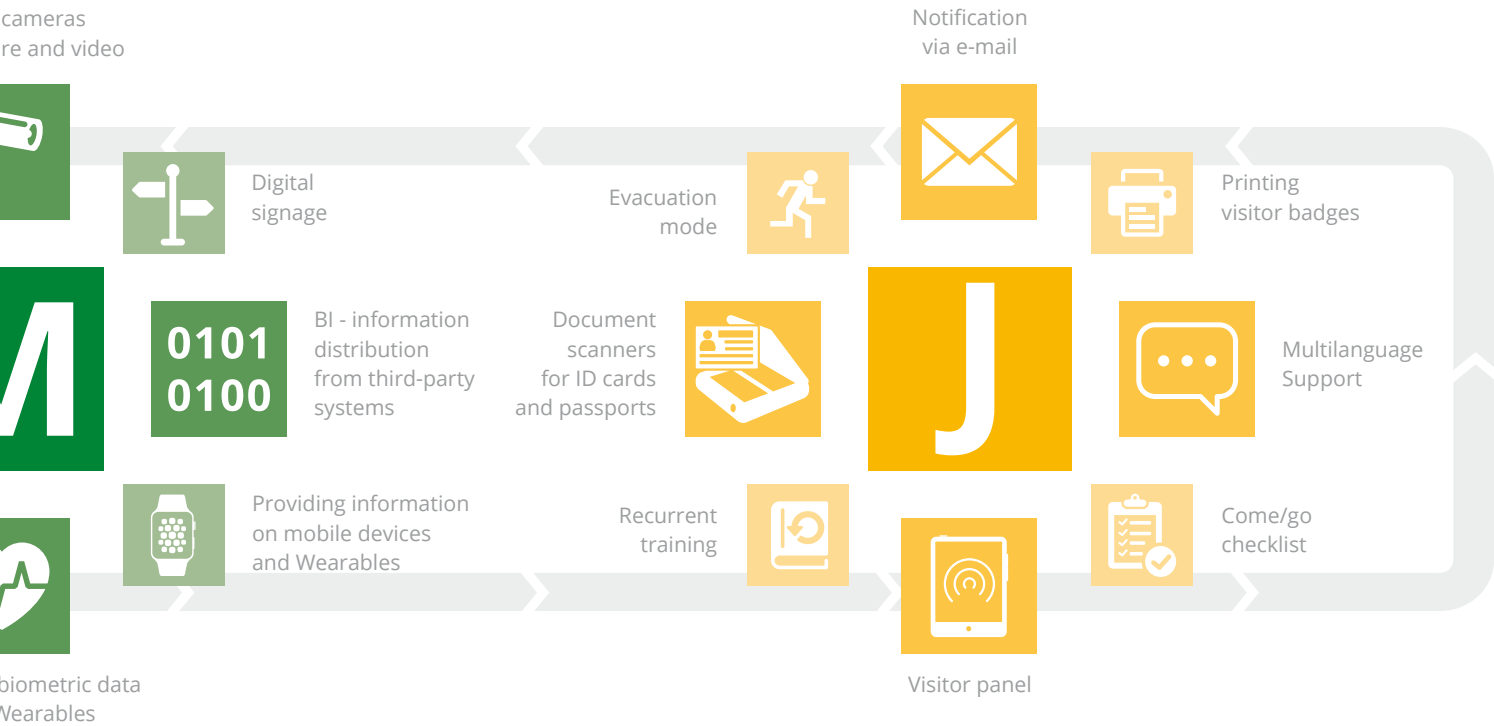 cameras
re and video
Notification
via e-mail
Digital
signage
Evacuation
mode
Printing
visitor badges
M
0101
0100
BI - information
distribution
from third-party
systems
Document
scanners
for ID cards
and passports
J
Multilanguage
Support
Providing information
on mobile devices
and Wearables
Recurrent
training
Come/go
checklist
biometric data
Wearables
Visitor panel